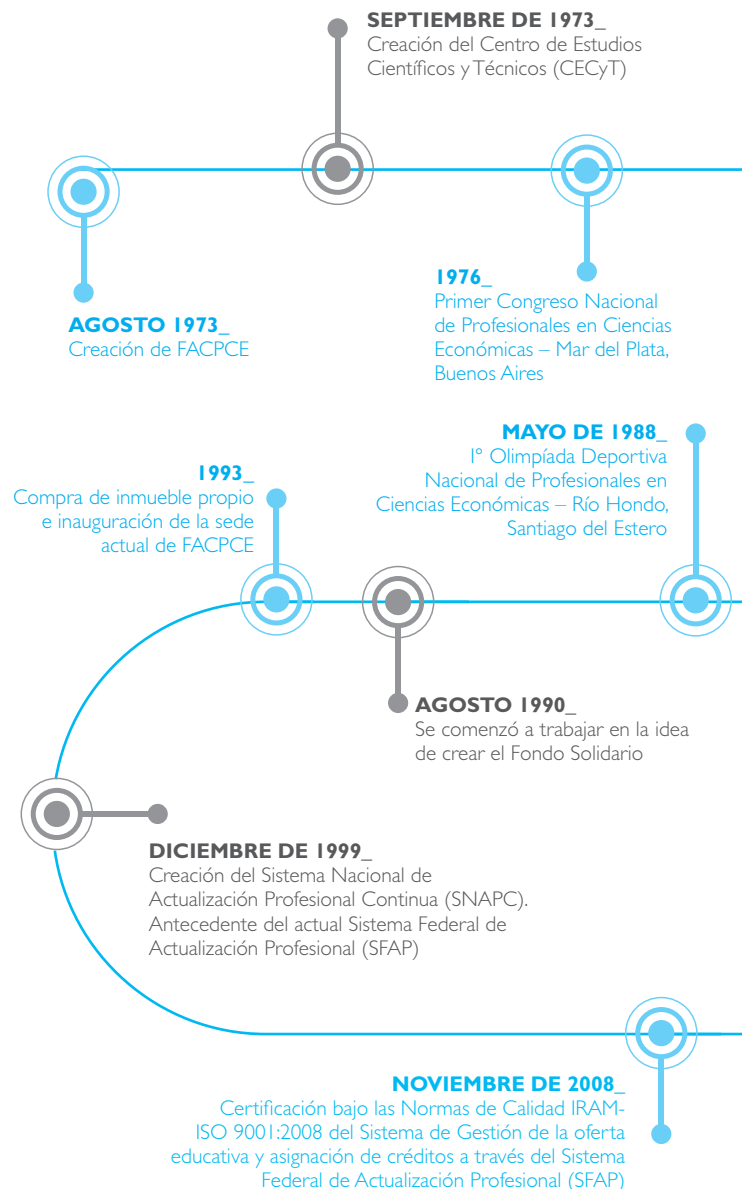 SEPTIEMBRE DE 1973_
Creación del Centro de Estudios
Científicos y Técnicos (CECyT)
AGOSTO 1973_
Creación de FACPCE
1976_
Primer Congreso Nacional
de Profesionales en Ciencias
Económicas – Mar del Plata,
Buenos Aires
MAYO DE 1988_
Iº Olimpíada Deportiva
Nacional de Profesionales en
Ciencias Económicas – Río Hondo,
Santiago del Estero
1993_
Compra de inmueble propio
e inauguración de la sede
actual de FACPCE
AGOSTO 1990_
Se comenzó a trabajar en la idea
de crear el Fondo Solidario
DICIEMBRE DE 1999_
Creación del Sistema Nacional de
Actualización Profesional Continua (SNAPC).
Antecedente del actual Sistema Federal de
Actualización Profesional (SFAP)
NOVIEMBRE DE 2008_
Certificación bajo las Normas de Calidad IRAM-
ISO 9001:2008 del Sistema de Gestión de la oferta
educativa y asignación de créditos a través del Sistema
Federal de Actualización Profesional (SFAP)